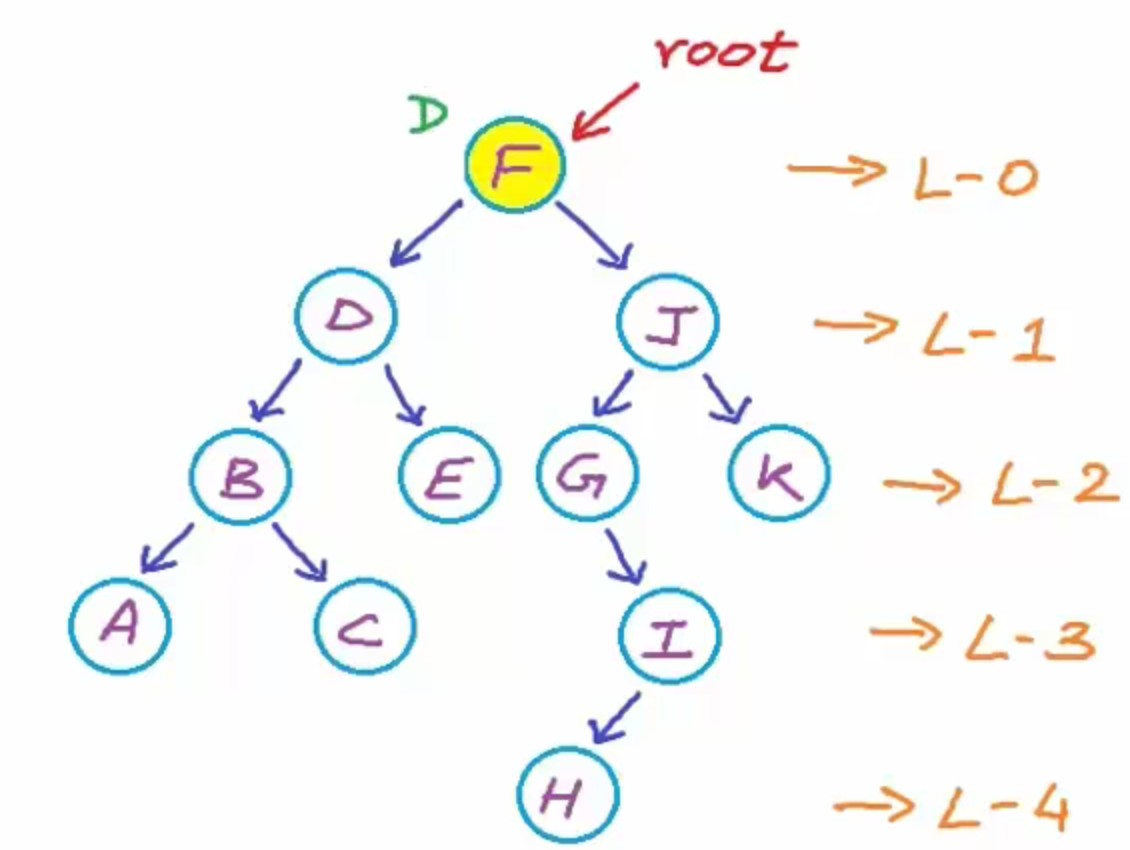 root
D
F
→ L-0
D
J
→ L-1
B
E
G
K
→ L-2
A
C
I
→ L-3
H
→ L-4